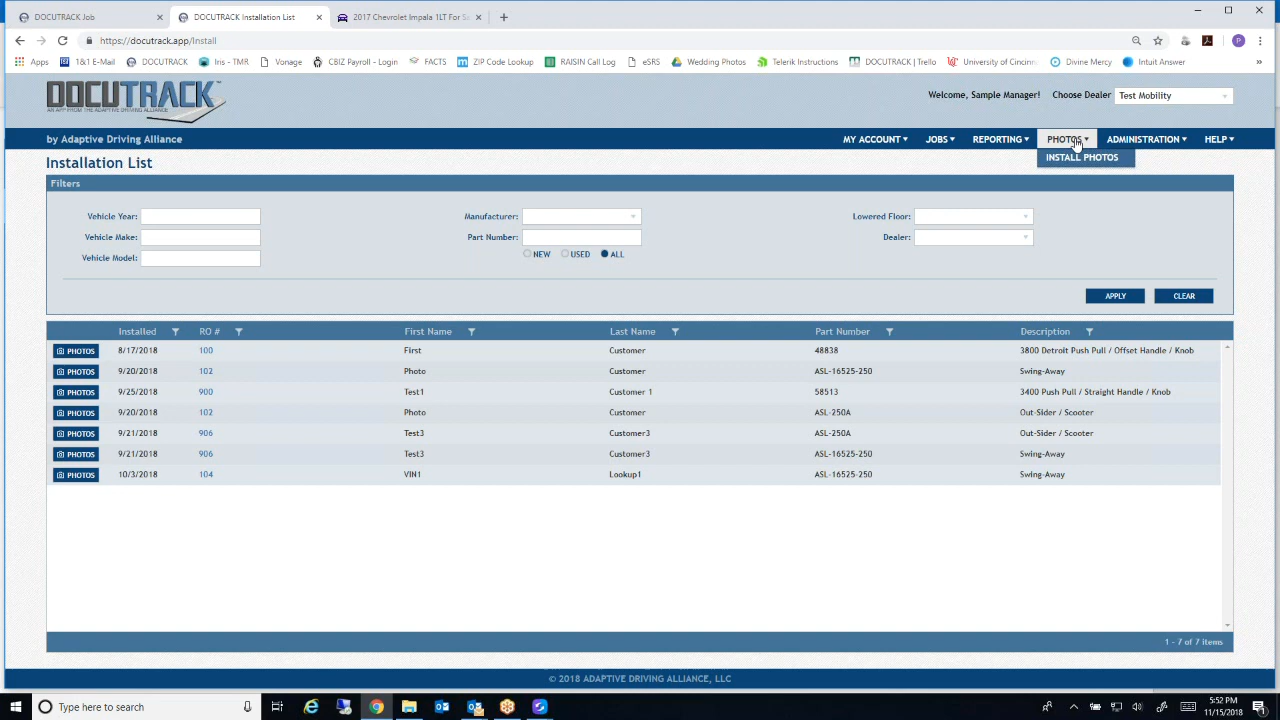 DOCUTRACK Job
DOCUTRACK Installation List
2017 Chevrolet Impala 1LT For S
https://docutrack.app/Install
P
Apps
1&1 E-Mail
DOCUTRACK
Iris - TMR
Vonage
CBIZ Payroll - Login
FACTS
ZIP Code Lookup
RAISIN Call Log
eSRS
Wedding Photos
Telerik Instructions
DOCUTRACK | Trello
University of Cincinn
Divine Mercy
Intuit Answer
DOCUTRACK™
AN APP FROM THE ADAPTIVE DRIVING ALLIANCE
Welcome, Sample Manager! Choose Dealer Test Mobility
by Adaptive Driving Alliance
MY ACCOUNT JOBS REPORTING PHOTOS ADMINISTRATION HELP
INSTALL PHOTOS
Installation List
Filters
Vehicle Year: Manufacturer: Lowered Floor:
Vehicle Make: Part Number: Dealer:
NEW USED ALL
Vehicle Model:
APPLY CLEAR
Installed RO # First Name Last Name Part Number Description
PHOTOS 8/17/2018 100 First Customer 48838 3800 Detroit Push Pull / Offset Handle / Knob
PHOTOS 9/20/2018 102 Photo Customer ASL-16525-250 Swing-Away
PHOTOS 9/25/2018 900 Test1 Customer 1 58513 3400 Push Pull / Straight Handle / Knob
PHOTOS 9/20/2018 102 Photo Customer ASL-250A Out-Sider / Scooter
PHOTOS 9/21/2018 906 Test3 Customer3 ASL-250A Out-Sider / Scooter
PHOTOS 9/21/2018 906 Test3 Customer3 ASL-16525-250 Swing-Away
PHOTOS 10/3/2018 104 VIN1 Lookup1 ASL-16525-250 Swing-Away
1 - 7 of 7 items
© 2018 ADAPTIVE DRIVING ALLIANCE, LLC
Type here to search
5:52 PM
11/15/2018